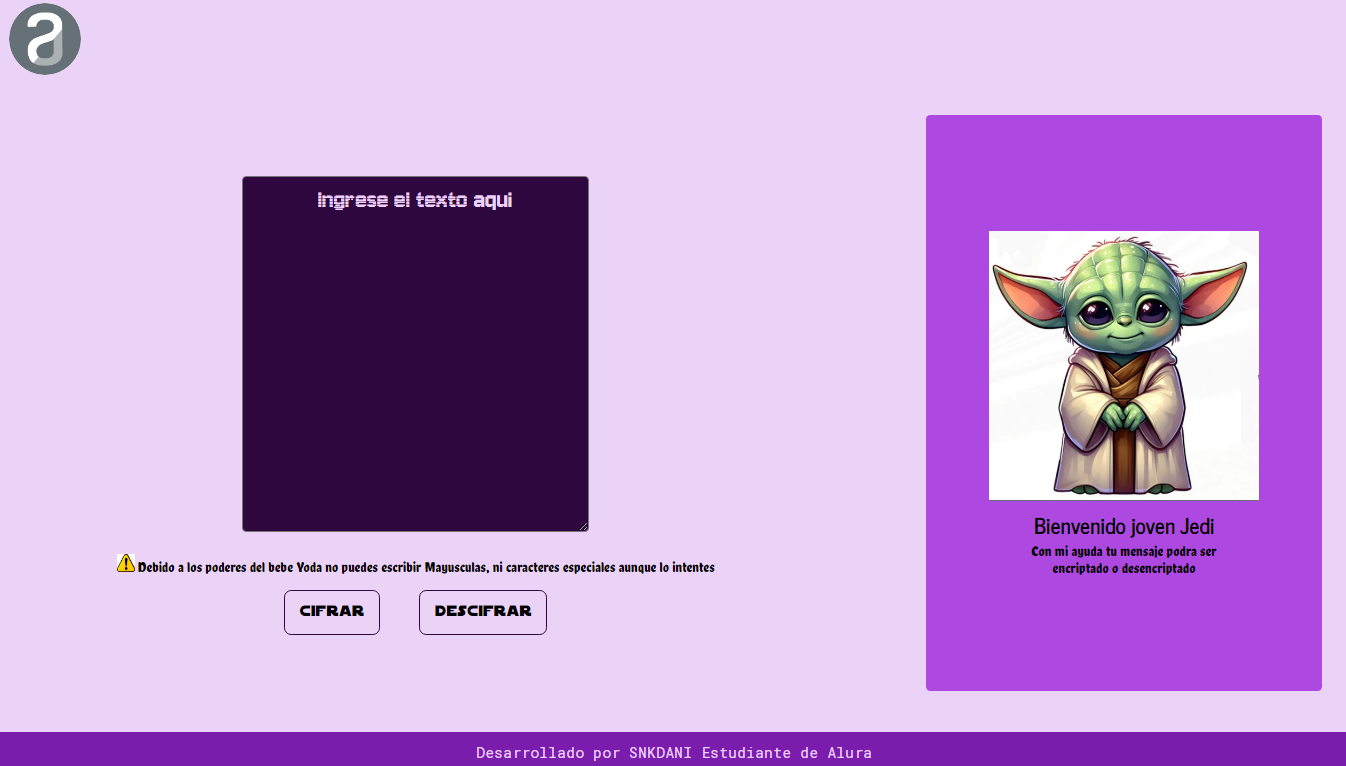 ingrese el texto aqui
Debido a los poderes del bebe Yoda no puedes escribir Mayusculas, ni caracteres especiales aunque lo intentes
CIFRAR
DESCIFRAR
Bienvenido joven Jedi
Con mi ayuda tu mensaje podra ser
encriptado o desencriptado
Desarrollado por SNKDANI Estudiante de Alura